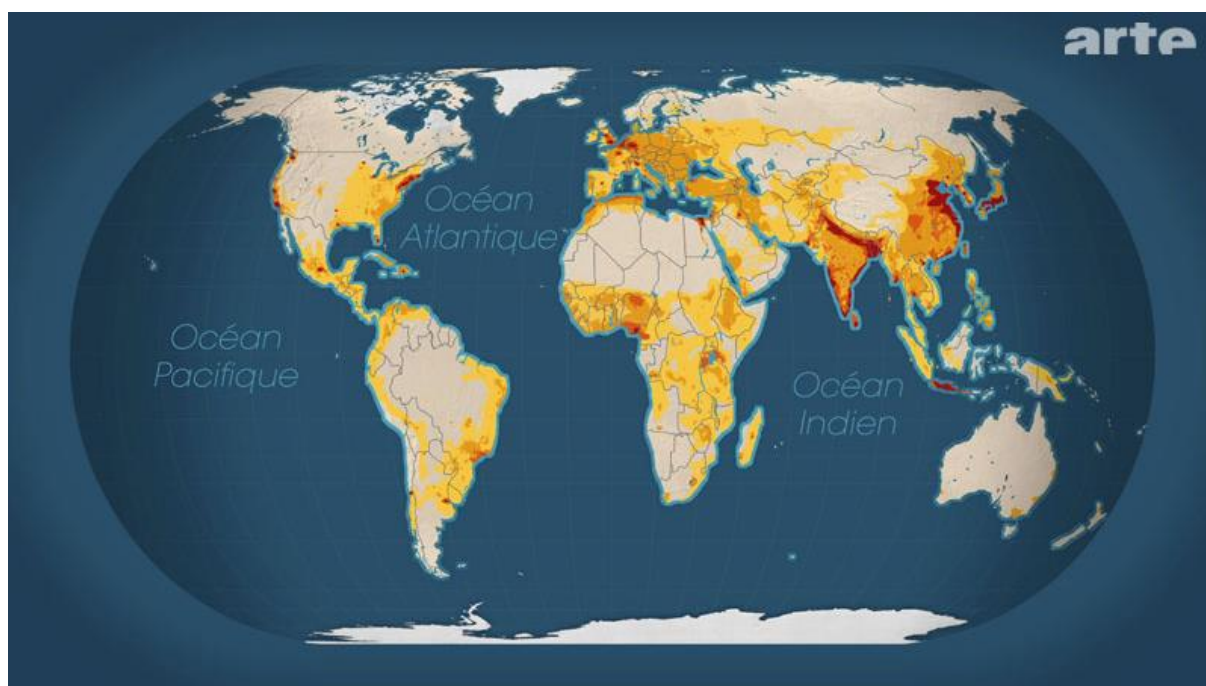 arte
Océan
Atlantique
Océan
Pacifique
Océan
Indien